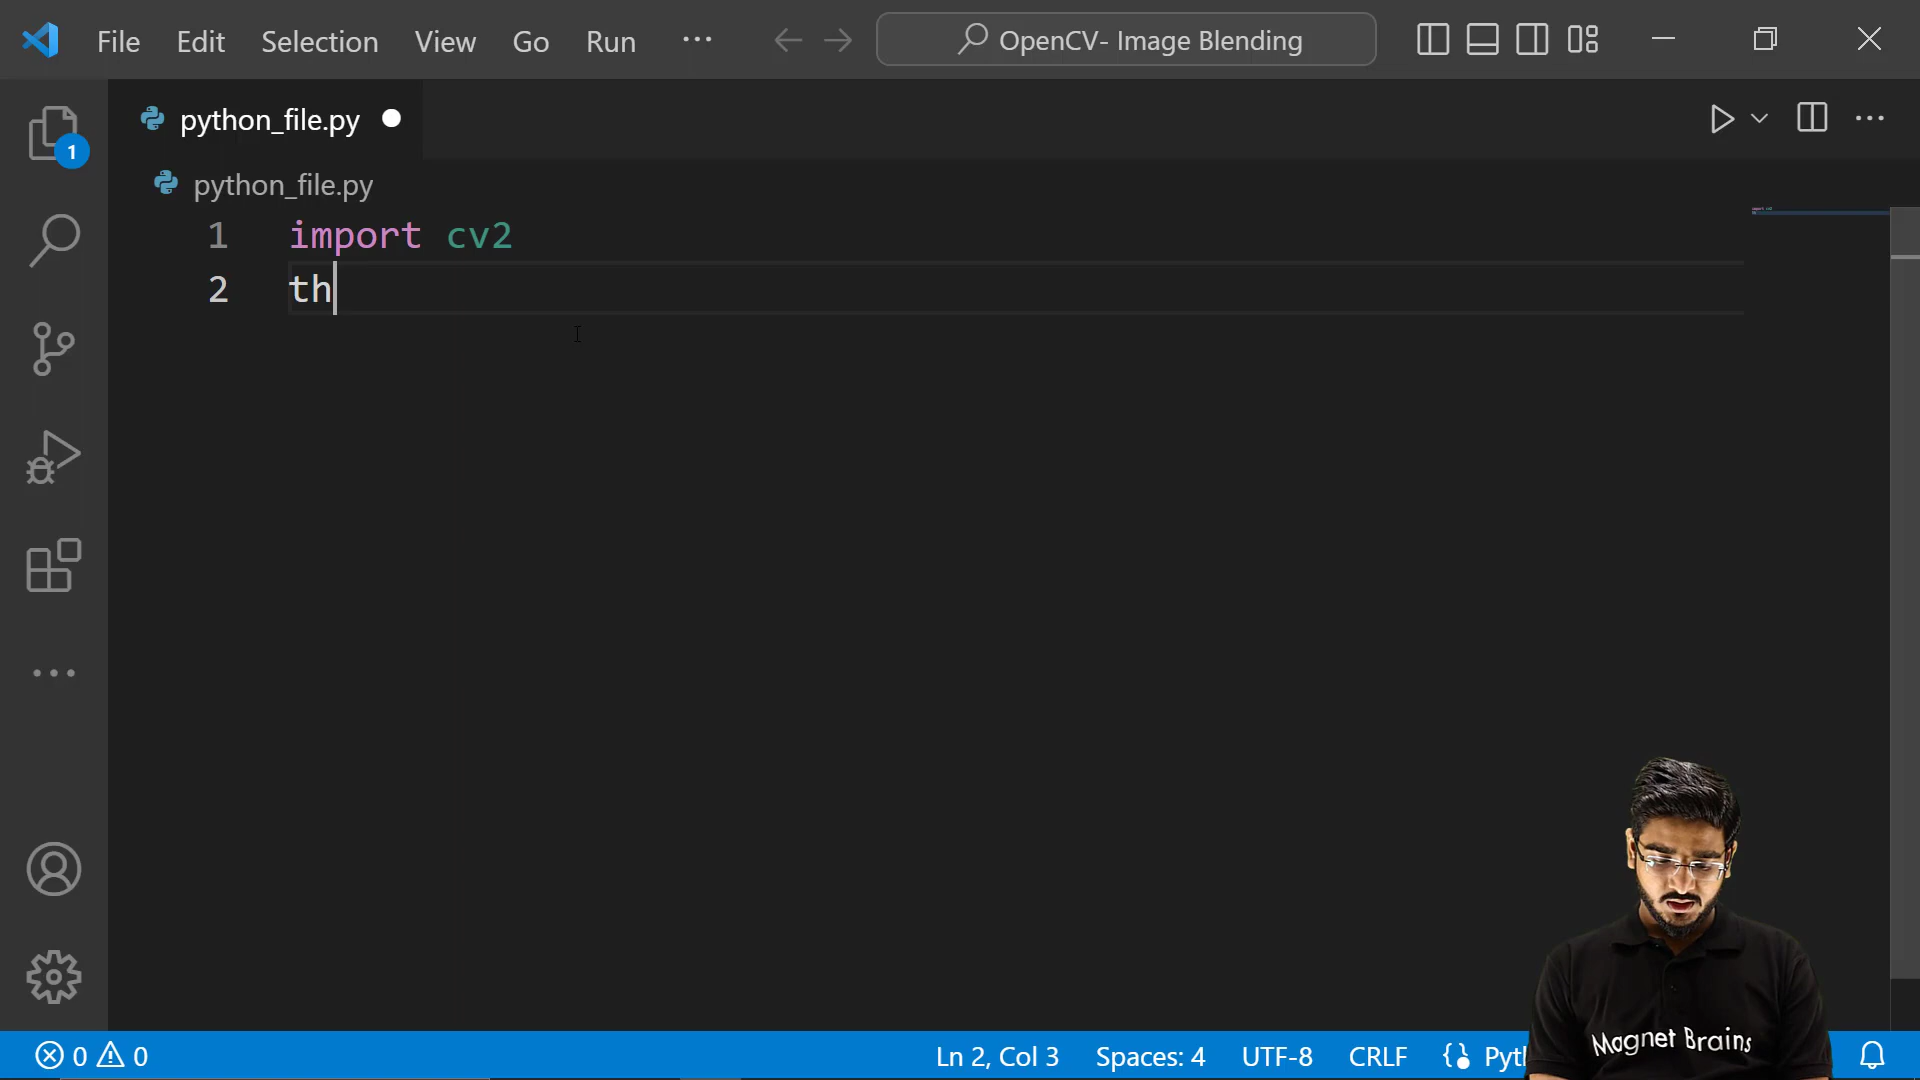 File Edit Selection View Go Run ··· OpenCV- Image Blending
python_file.py
1
python_file.py
1 import cv2
2 th
0 0 Ln 2, Col 3 Spaces: 4 UTF-8 CRLF
Magnet Brains